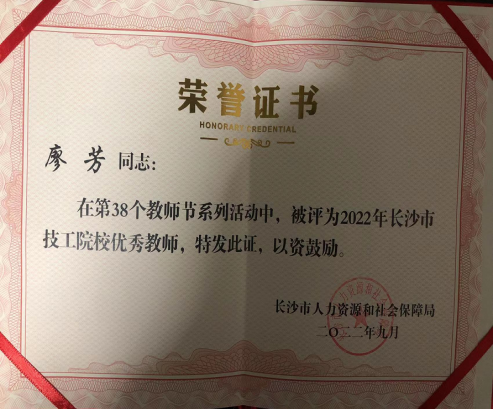 荣誉证书
HONORARY CREDENTIAL
廖芳 同志：
在第38个教师节系列活动中，被评为2022年长沙市
技工院校优秀教师，特发此证，以资鼓励。
长沙市人力资源和社会保障局
二〇二二年九月